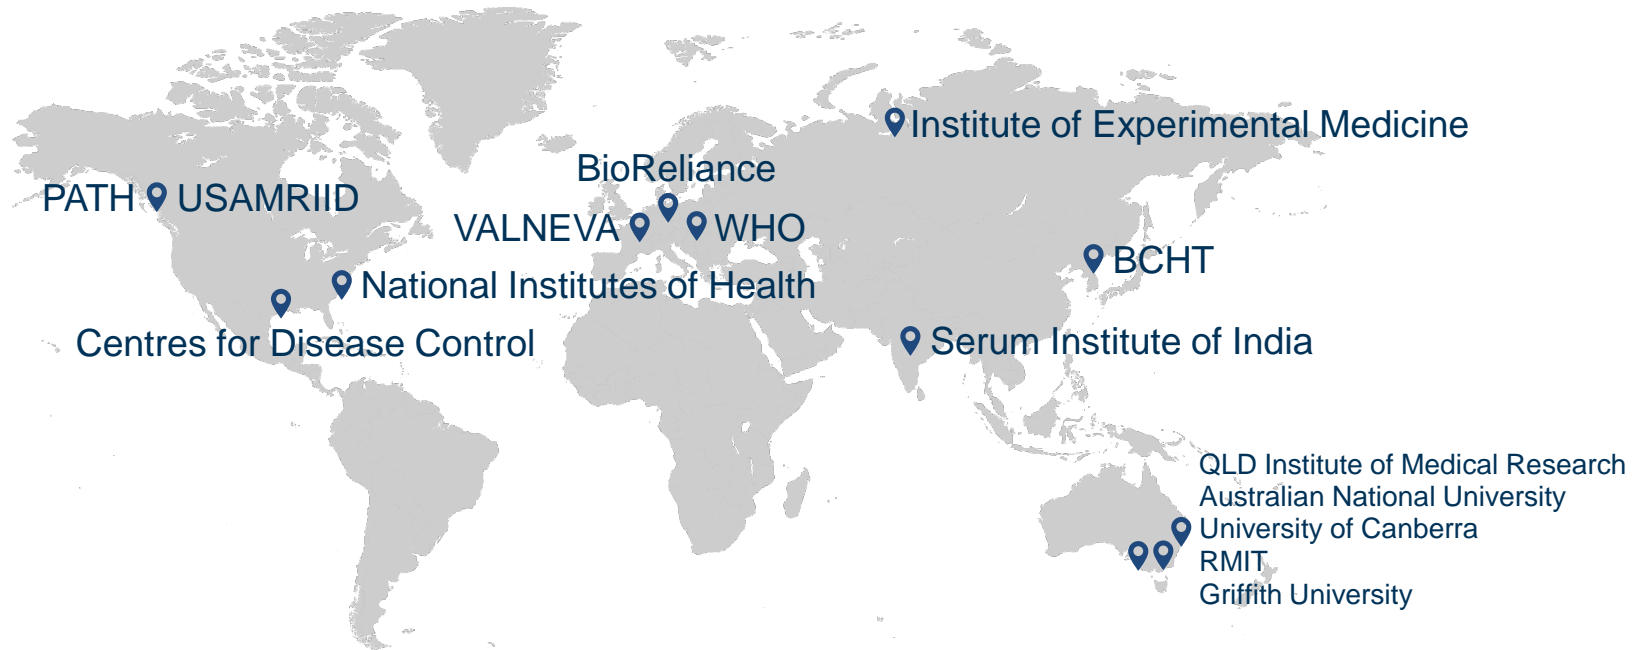 Institute of Experimental Medicine
BioReliance
PATH USAMRIID
VALNEVA WHO
BCHT
National Institutes of Health
Centres for Disease Control
Serum Institute of India
QLD Institute of Medical Research
Australian National University
University of Canberra
RMIT
Griffith University